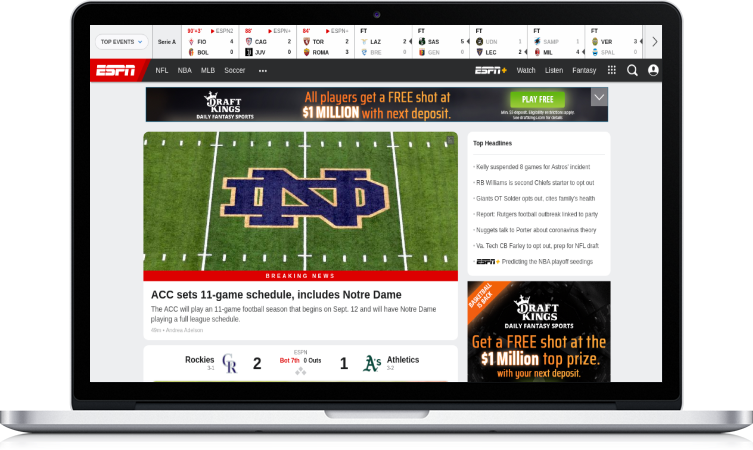 TOP EVENTS
Serie A
90'+3' ESPN2
FIO 4
BOL 0
88' ESPN+
CAG 2
JUV 0
84' ESPN+
TOR 2
ROMA 3
FT
LAZ 2
BRE 0
FT
SAS 5
GEN 0
FT
UDN 1
LEC 2
FT
SAMP 1
MIL 4
FT
VER 3
SPAL 0
ESPN NFL NBA MLB Soccer ••• ESPN+ Watch Listen Fantasy
DRAFT KINGS
DAILY FANTASY SPORTS
All players get a FREE shot at
$1 MILLION with next deposit.
PLAY FREE
BREAKING NEWS
ACC sets 11-game schedule, includes Notre Dame
The ACC will play an 11-game football season that begins on Sept. 12 and will have Notre Dame
playing a full league schedule.
49m • Andrea Adelson
ESPN
Rockies CR 2 Bot 7th 0 Outs 1 A's Athletics
3-1 3-2
Top Headlines
· Kelly suspended 8 games for Astros' incident
· RB Williams is second Chiefs starter to opt out
· Giants OT Solder opts out, cites family's health
· Report: Rutgers football outbreak linked to party
· Nuggets talk to Porter about coronavirus theory
· Va. Tech CB Farley to opt out, prep for NFL draft
· ESPN+ Predicting the NBA playoff seedings
BASKETBALL
IS BACK
DRAFT
KINGS
DAILY FANTASY SPORTS
Get a FREE shot at the
$1 Million top prize.
with your next deposit.